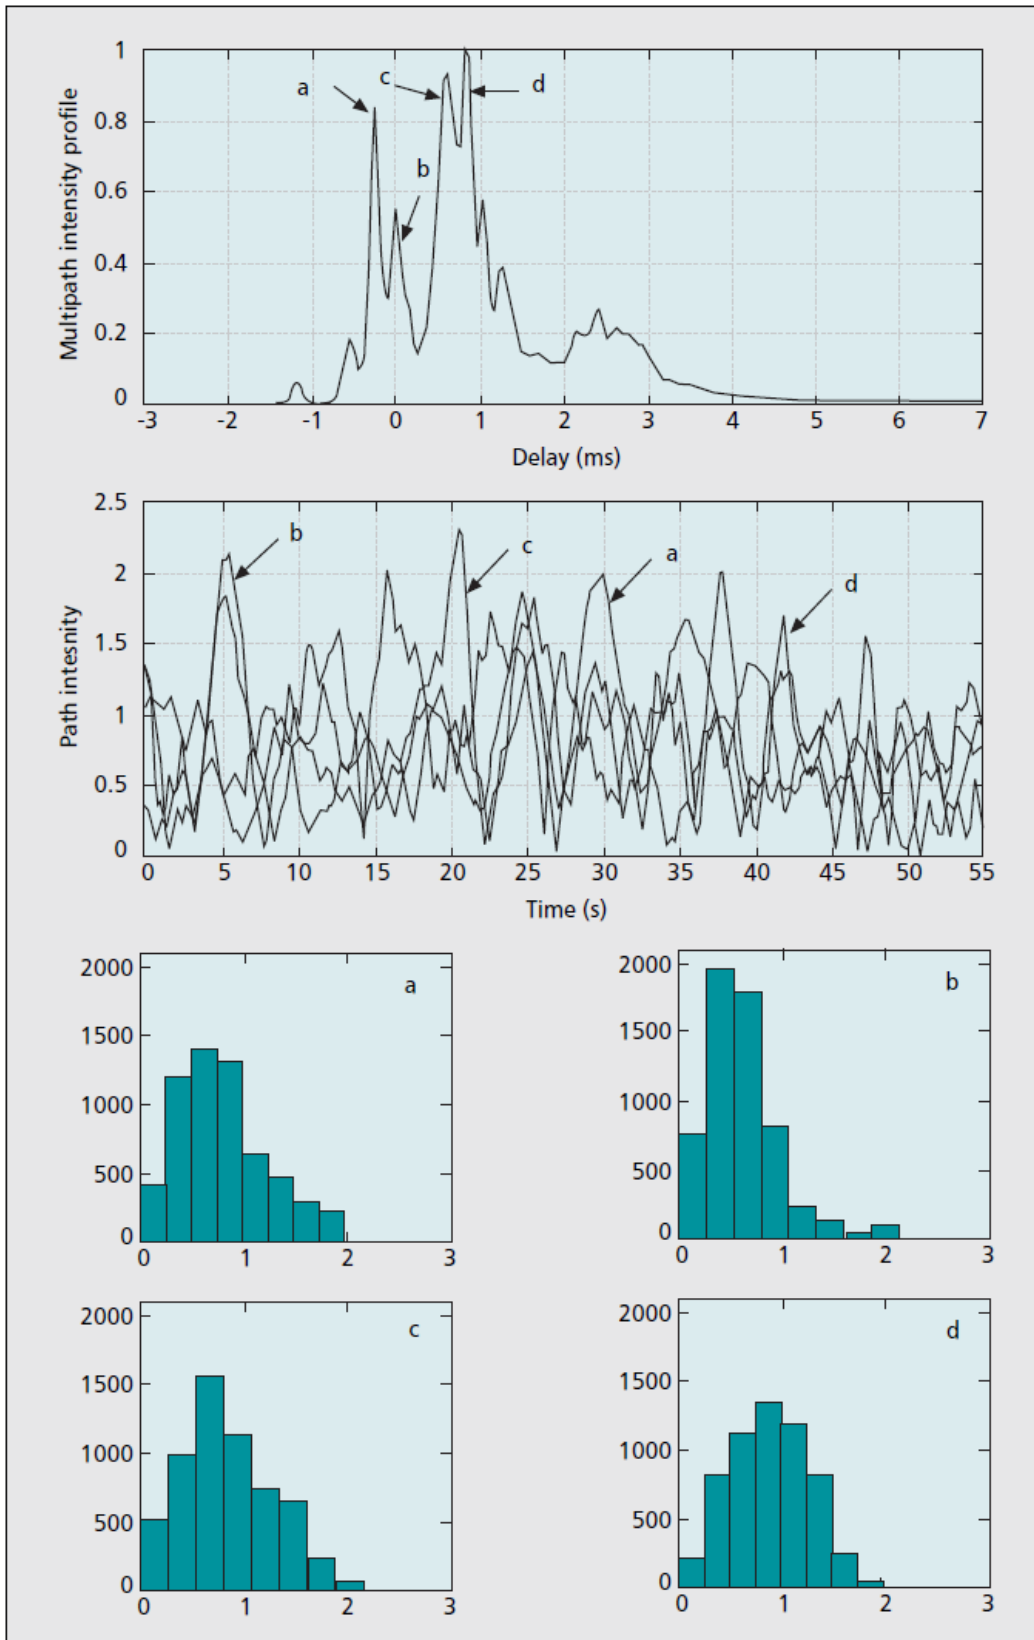 1
a
c
d
b
0.8
0.6
0.4
0.2
0
Multipath intensity profile
-3 -2 -1 0 1 2 3 4 5 6 7
Delay (ms)
2.5
2
1.5
1
0.5
0
b
c
a
d
Path intesnity
0 5 10 15 20 25 30 35 40 45 50 55
Time (s)
2000
1500
1000
500
0
a
0 1 2 3
2000
1500
1000
500
0
b
0 1 2 3
2000
1500
1000
500
0
c
0 1 2 3
2000
1500
1000
500
0
d
0 1 2 3